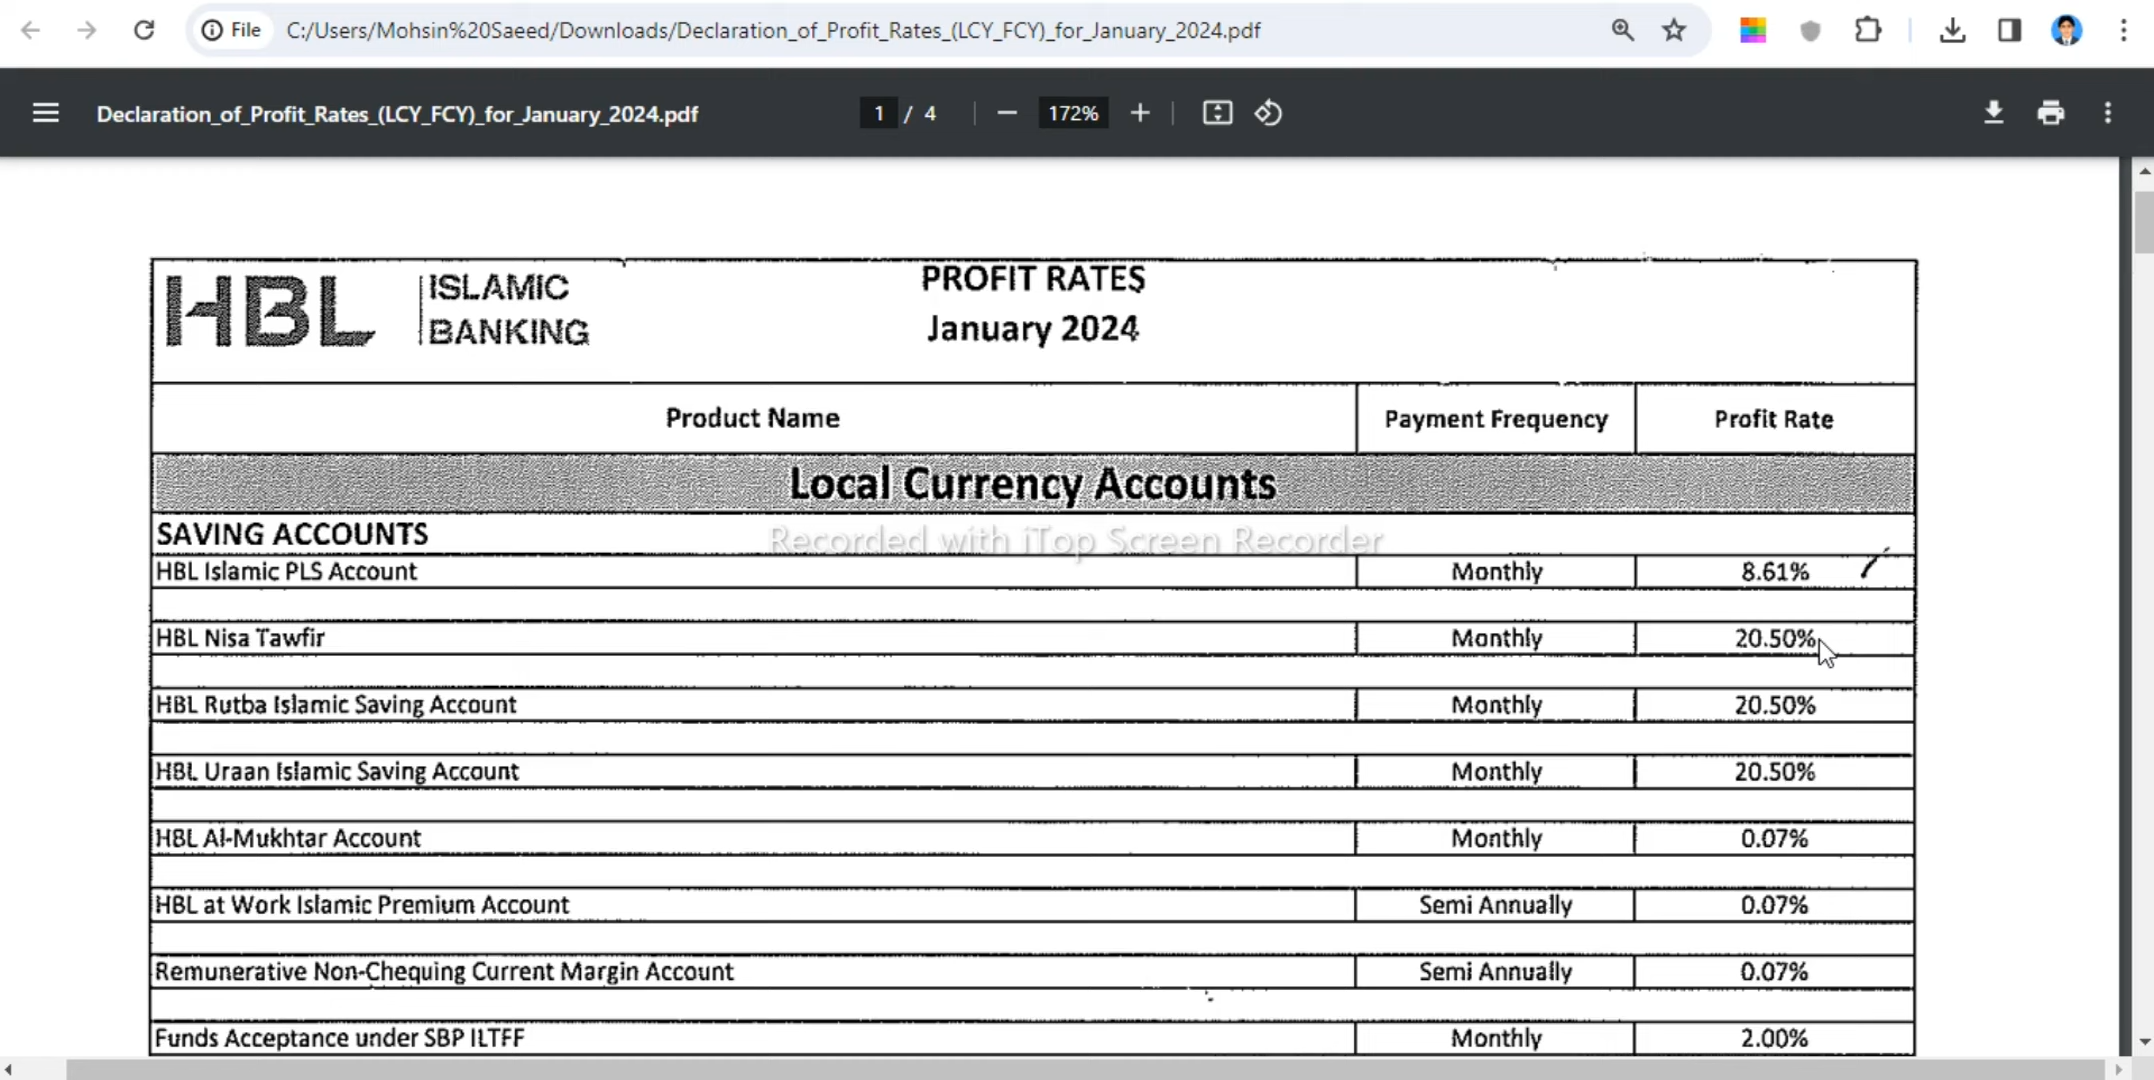 File
C:/Users/Mohsin%20Saeed/Downloads/Declaration_of_Profit_Rates_(LCY_FCY)_for_January_2024.pdf
Declaration_of_Profit_Rates_(LCY_FCY)_for_January_2024.pdf
1 / 4
172%
HBL ISLAMIC BANKING
PROFIT RATES
January 2024
Product Name Payment Frequency Profit Rate
Local Currency Accounts
SAVING ACCOUNTS
Recorded with iTop Screen Recorder
HBL Islamic PLS Account Monthly 8.61%
HBL Nisa Tawfir Monthly 20.50%
HBL Rutba Islamic Saving Account Monthly 20.50%
HBL Uraan Islamic Saving Account Monthly 20.50%
HBL Al-Mukhtar Account Monthly 0.07%
HBL at Work Islamic Premium Account Semi Annually 0.07%
Remunerative Non-Chequing Current Margin Account Semi Annually 0.07%
Funds Acceptance under SBP ILTFF Monthly 2.00%